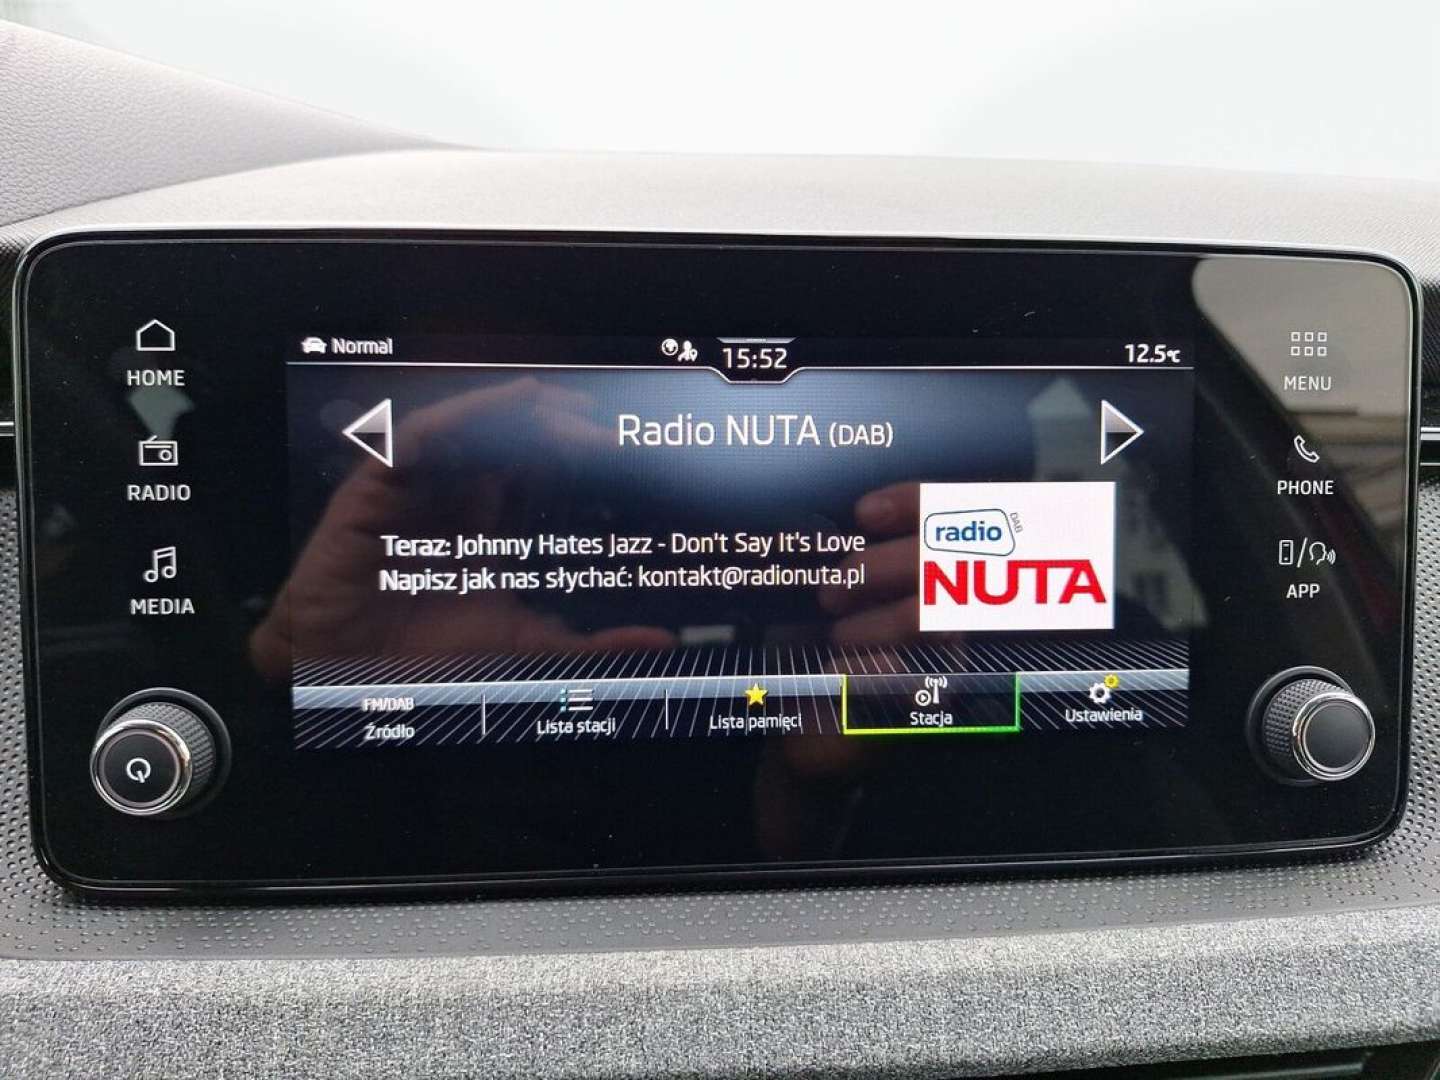 Normal
15:52
12.5°C
HOME
RADIO
MEDIA
Radio NUTA (DAB)
Teraz: Johnny Hates Jazz - Don't Say It's Love
Napisz jak nas słychać: kontakt@radionuta.pl
radio
DAB
NUTA
FM/DAB
Źródło
Lista stacji
Lista pamięci
Stacja
Ustawienia
MENU
PHONE
APP